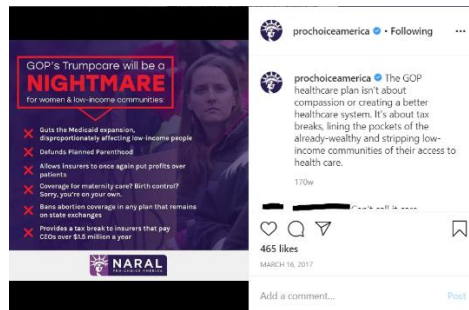 GOP's Trumpcare will be a
NIGHTMARE
for women & low-income communities:
Guts the Medicaid expansion,
disproportionately affecting low-income people
Defunds Planned Parenthood
Allows insurers to once again put profits over
patients
Coverage for maternity care? Birth control?
Sorry, you're on your own.
Bans abortion coverage in any plan that remains
on state exchanges
Provides a tax break to insurers that pay
CEOs over $1.5 million a year
NARAL
PRO-CHOICE AMERICA
prochoiceamerica • Following
prochoiceamerica The GOP
healthcare plan isn't about
compassion or creating a better
healthcare system. It's about tax
breaks, lining the pockets of the
already-wealthy and stripping low-
income communities of their access to
health care.
170w
465 likes
MARCH 16, 2017
Add a comment...
Post